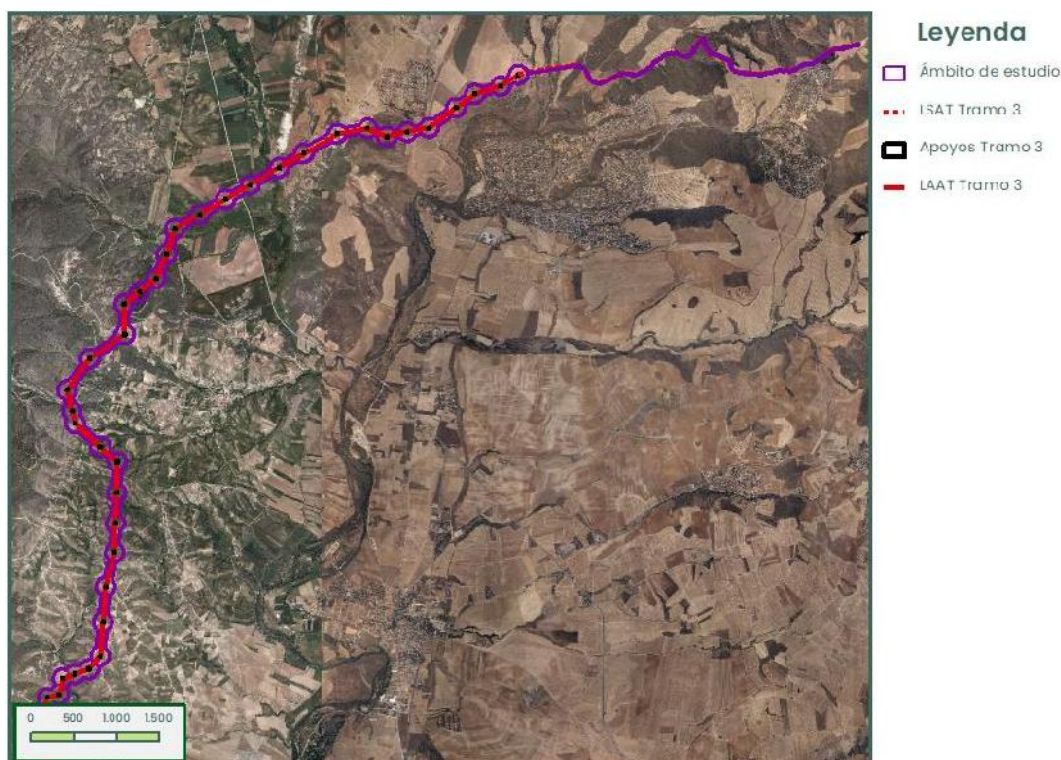 Leyenda
Ámbito de estudio
LSAT Tramo 3
Apoyos Tramo 3
LAAT Tramo 3
0 500 1.000 1.500